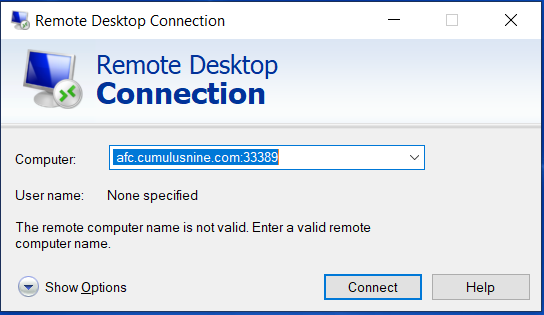 Remote Desktop Connection
Remote Desktop
Connection
Computer:
afc.cumulusnine.com:33389
User name: None specified
The remote computer name is not valid. Enter a valid remote
computer name.
Show Options
Connect
Help